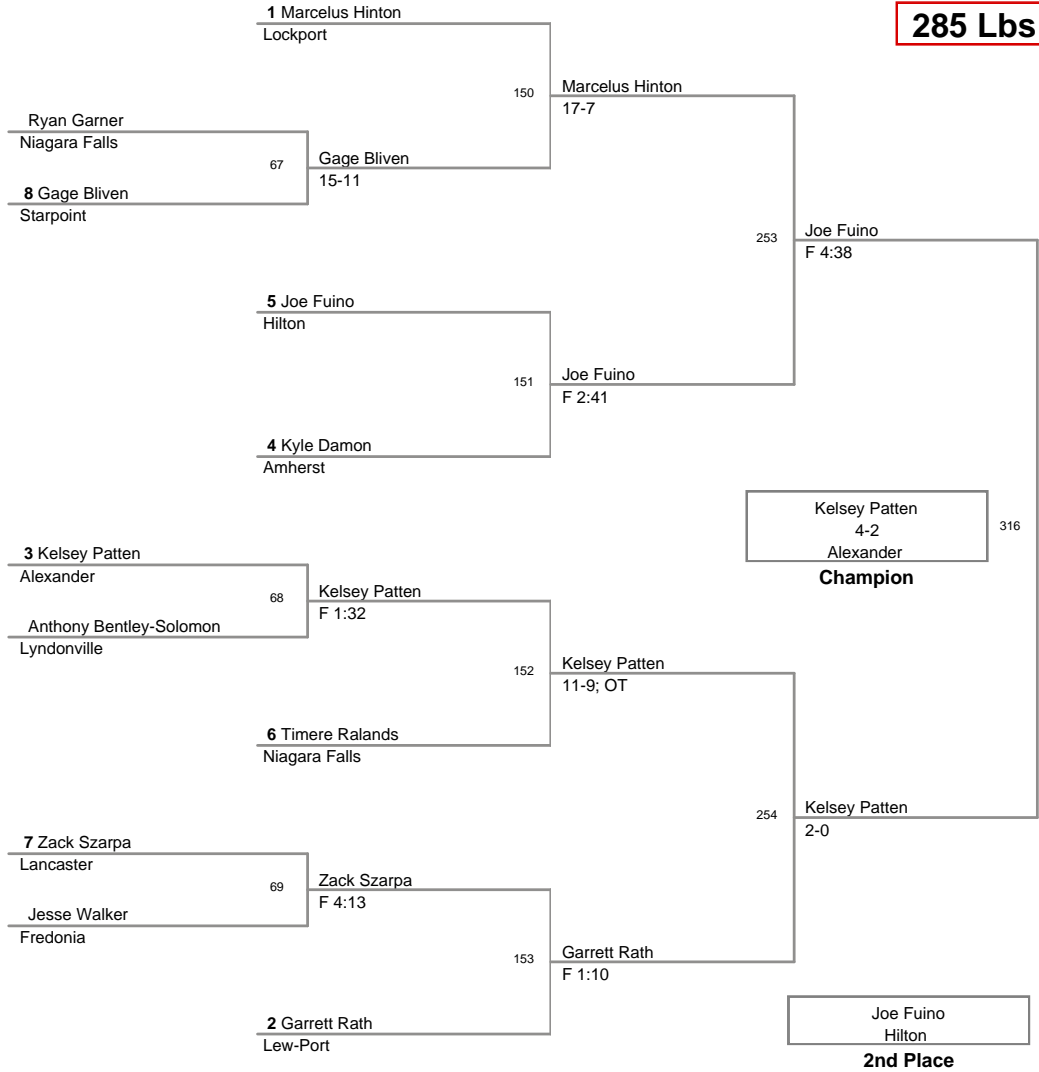 1 Marcelus Hinton
Lockport
285 Lbs
150
Marcelus Hinton
17-7
Ryan Garner
Niagara Falls
67
Gage Bliven
15-11
8 Gage Bliven
Starpoint
253
Joe Fuino
F 4:38
5 Joe Fuino
Hilton
151
Joe Fuino
F 2:41
4 Kyle Damon
Amherst
Kelsey Patten
4-2
Alexander
Champion
316
3 Kelsey Patten
Alexander
68
Kelsey Patten
F 1:32
Anthony Bentley-Solomon
Lyndonville
152
Kelsey Patten
11-9; OT
6 Timere Ralands
Niagara Falls
254
Kelsey Patten
2-0
7 Zack Szarpa
Lancaster
69
Zack Szarpa
F 4:13
Jesse Walker
Fredonia
153
Garrett Rath
F 1:10
2 Garrett Rath
Lew-Port
Joe Fuino
Hilton
2nd Place